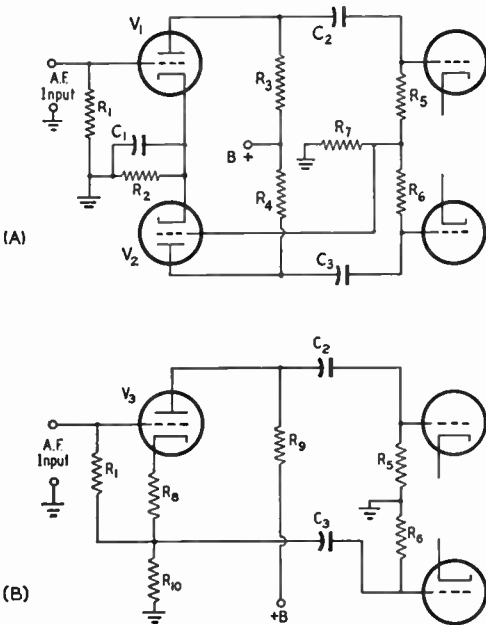 V1
C2
A.F.
Input
R1
R3
R5
C1
B +
R7
R2
R4
R6
(A)
V2
C3
V3
C2
A.F.
Input
R1
R9
R5
R8
C3
R6
R10
(B)
+B